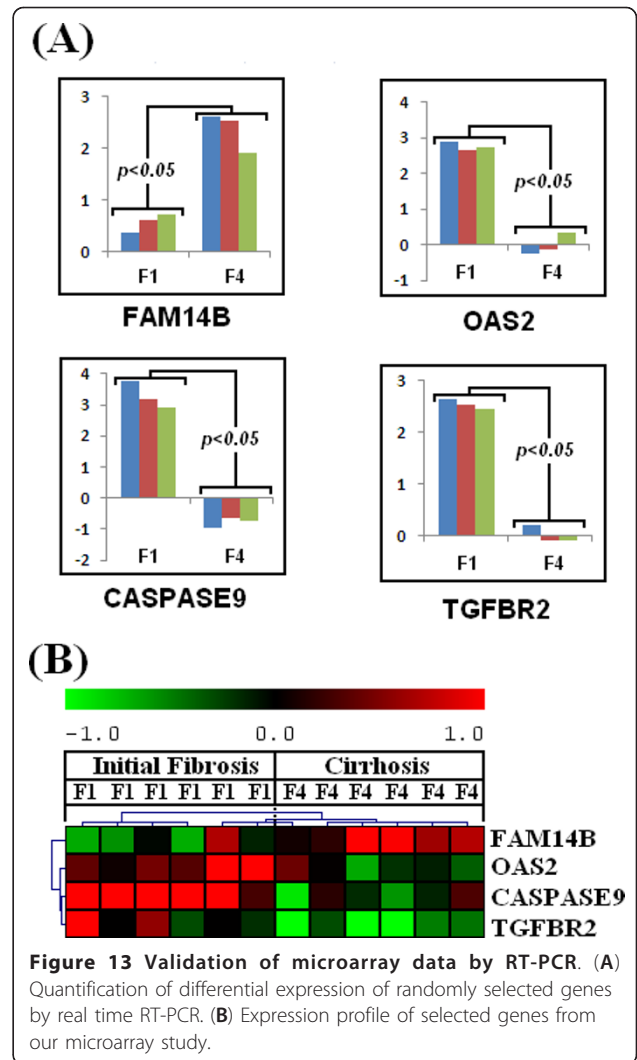 (A)
3
2
1
0
p<0.05
F1 F4
FAM14B
4
3
2
1
0
-1
p<0.05
F1 F4
OAS2
4
3
2
1
0
-1
-2
p<0.05
F1 F4
CASPASE9
3
2
1
0
p<0.05
F1 F4
TGFBR2
(B)
-1.0 0.0 1.0
Initial Fibrosis Cirrhosis
F1 F1 F1 F1 F1 F1 F4 F4 F4 F4 F4 F4
FAM14B
OAS2
CASPASE9
TGFBR2
Figure 13 Validation of microarray data by RT-PCR. (A)
Quantification of differential expression of randomly selected genes
by real time RT-PCR. (B) Expression profile of selected genes from
our microarray study.